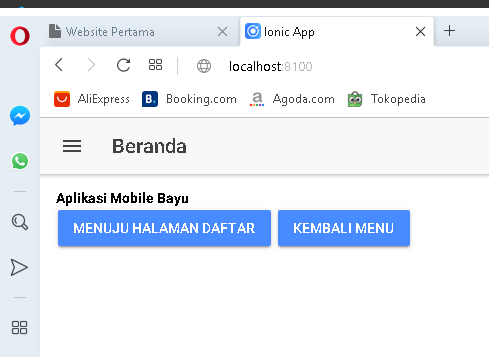 Website Pertama
Ionic App
localhost:8100
AliExpress
Booking.com
Agoda.com
Tokopedia
Beranda
Aplikasi Mobile Bayu
MENUJU HALAMAN DAFTAR
KEMBALI MENU